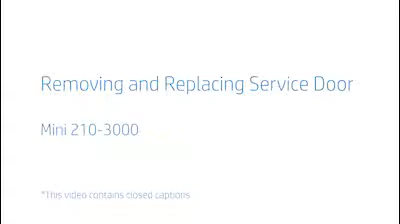 Removing and Replacing Service Door
Mini 210-3000
*This video contains closed captions